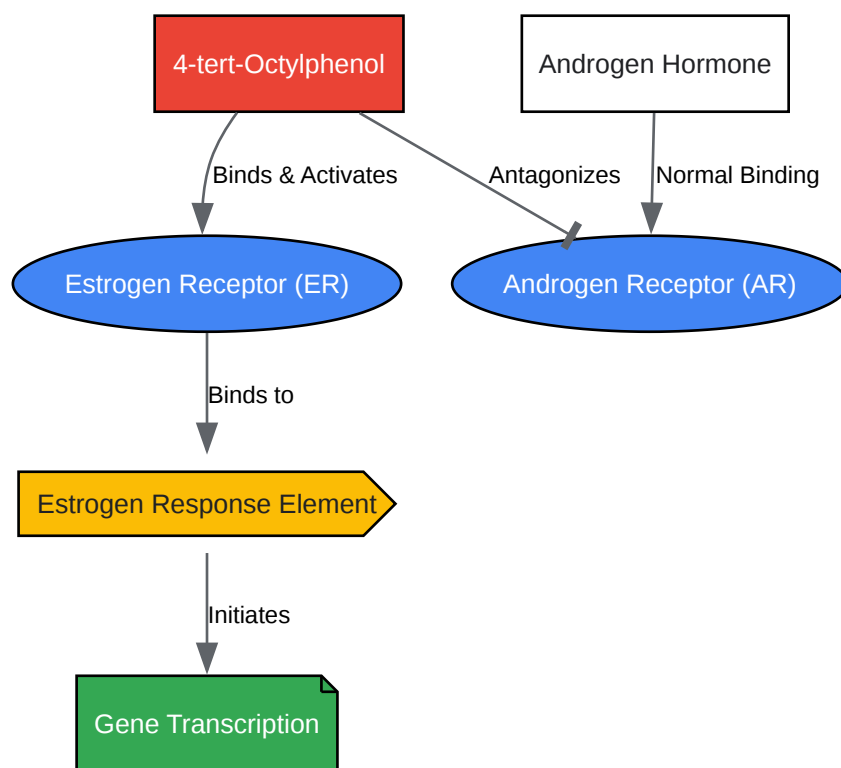 4-tert-Octylphenol
Androgen Hormone
Binds & Activates
Antagonizes
Normal Binding
Estrogen Receptor (ER)
Androgen Receptor (AR)
Binds to
Estrogen Response Element
Initiates
Gene Transcription